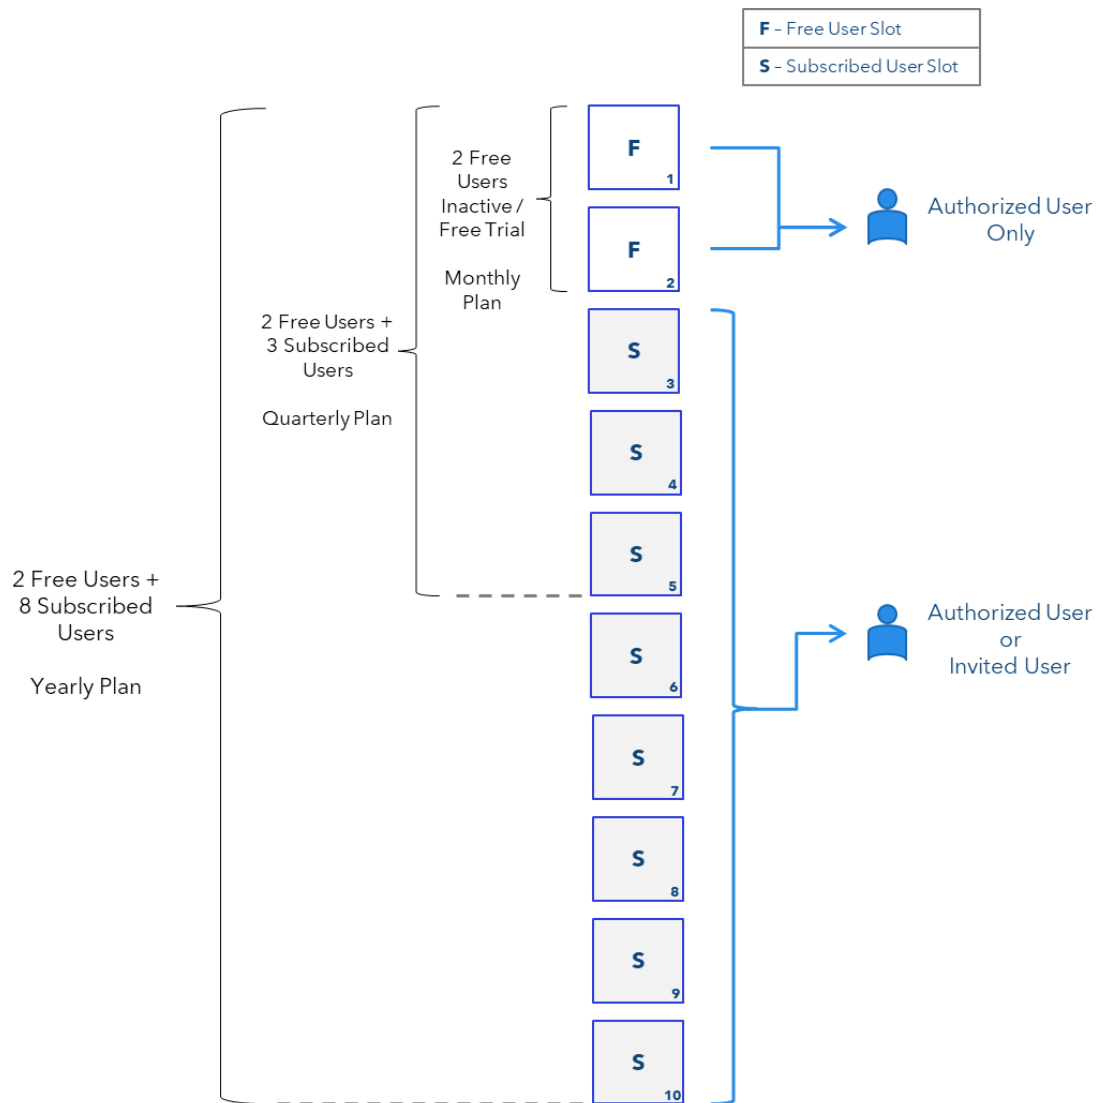 F – Free User Slot
S – Subscribed User Slot
F
1
2 Free
Users
Inactive /
Free Trial
Monthly
Plan
F
2
Authorized User
Only
2 Free Users +
3 Subscribed
Users
Quarterly Plan
S
3
S
4
S
5
2 Free Users +
8 Subscribed
Users
Yearly Plan
S
6
Authorized User
or
Invited User
S
7
S
8
S
9
S
10